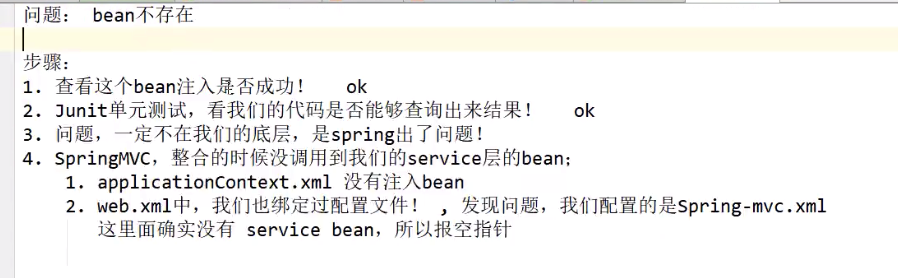 问题： bean不存在
步骤：
1. 查看这个bean注入是否成功！ ok
2. Junit单元测试，看我们的代码是否能够查询出来结果！ ok
3. 问题，一定不在我们的底层，是spring出了问题！
4. SpringMVC，整合的时候没调用到我们的service层的bean；
1. applicationContext.xml 没有注入bean
2. web.xml中，我们也绑定过配置文件！ ，发现问题，我们配置的是Spring-mvc.xml
这里面确实没有 service bean，所以报空指针